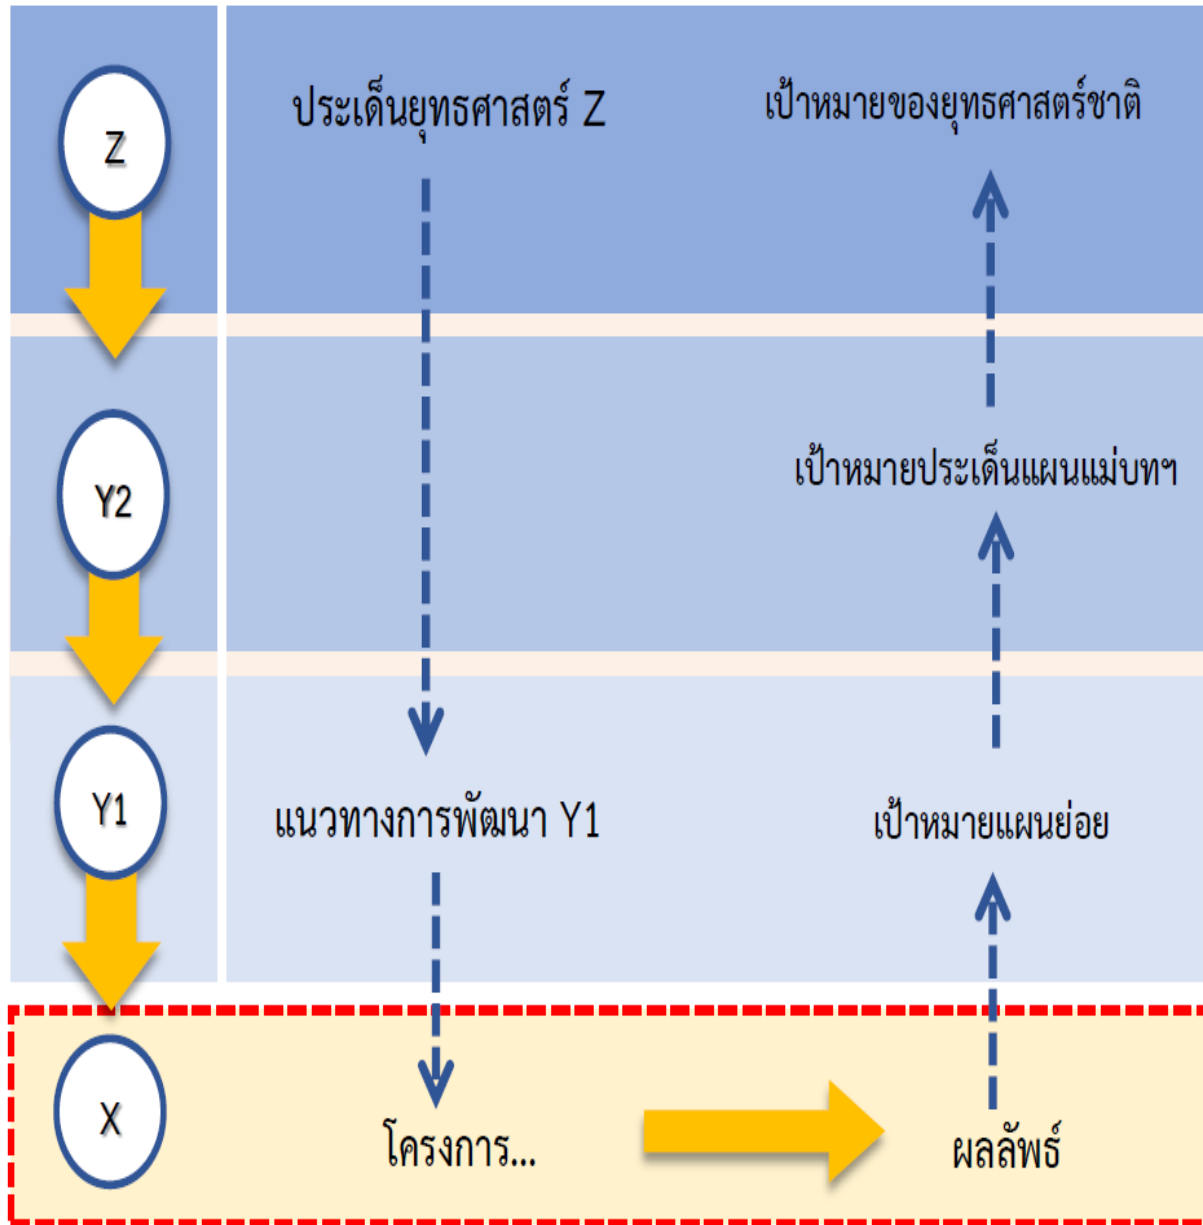 Z
ประเด็นยุทธศาสตร์ Z
เป้าหมายของยุทธศาสตร์ชาติ
Y2
เป้าหมายประเด็นแผนแม่บทฯ
Y1
แนวทางการพัฒนา Y1
เป้าหมายแผนย่อย
X
โครงการ...
ผลลัพธ์